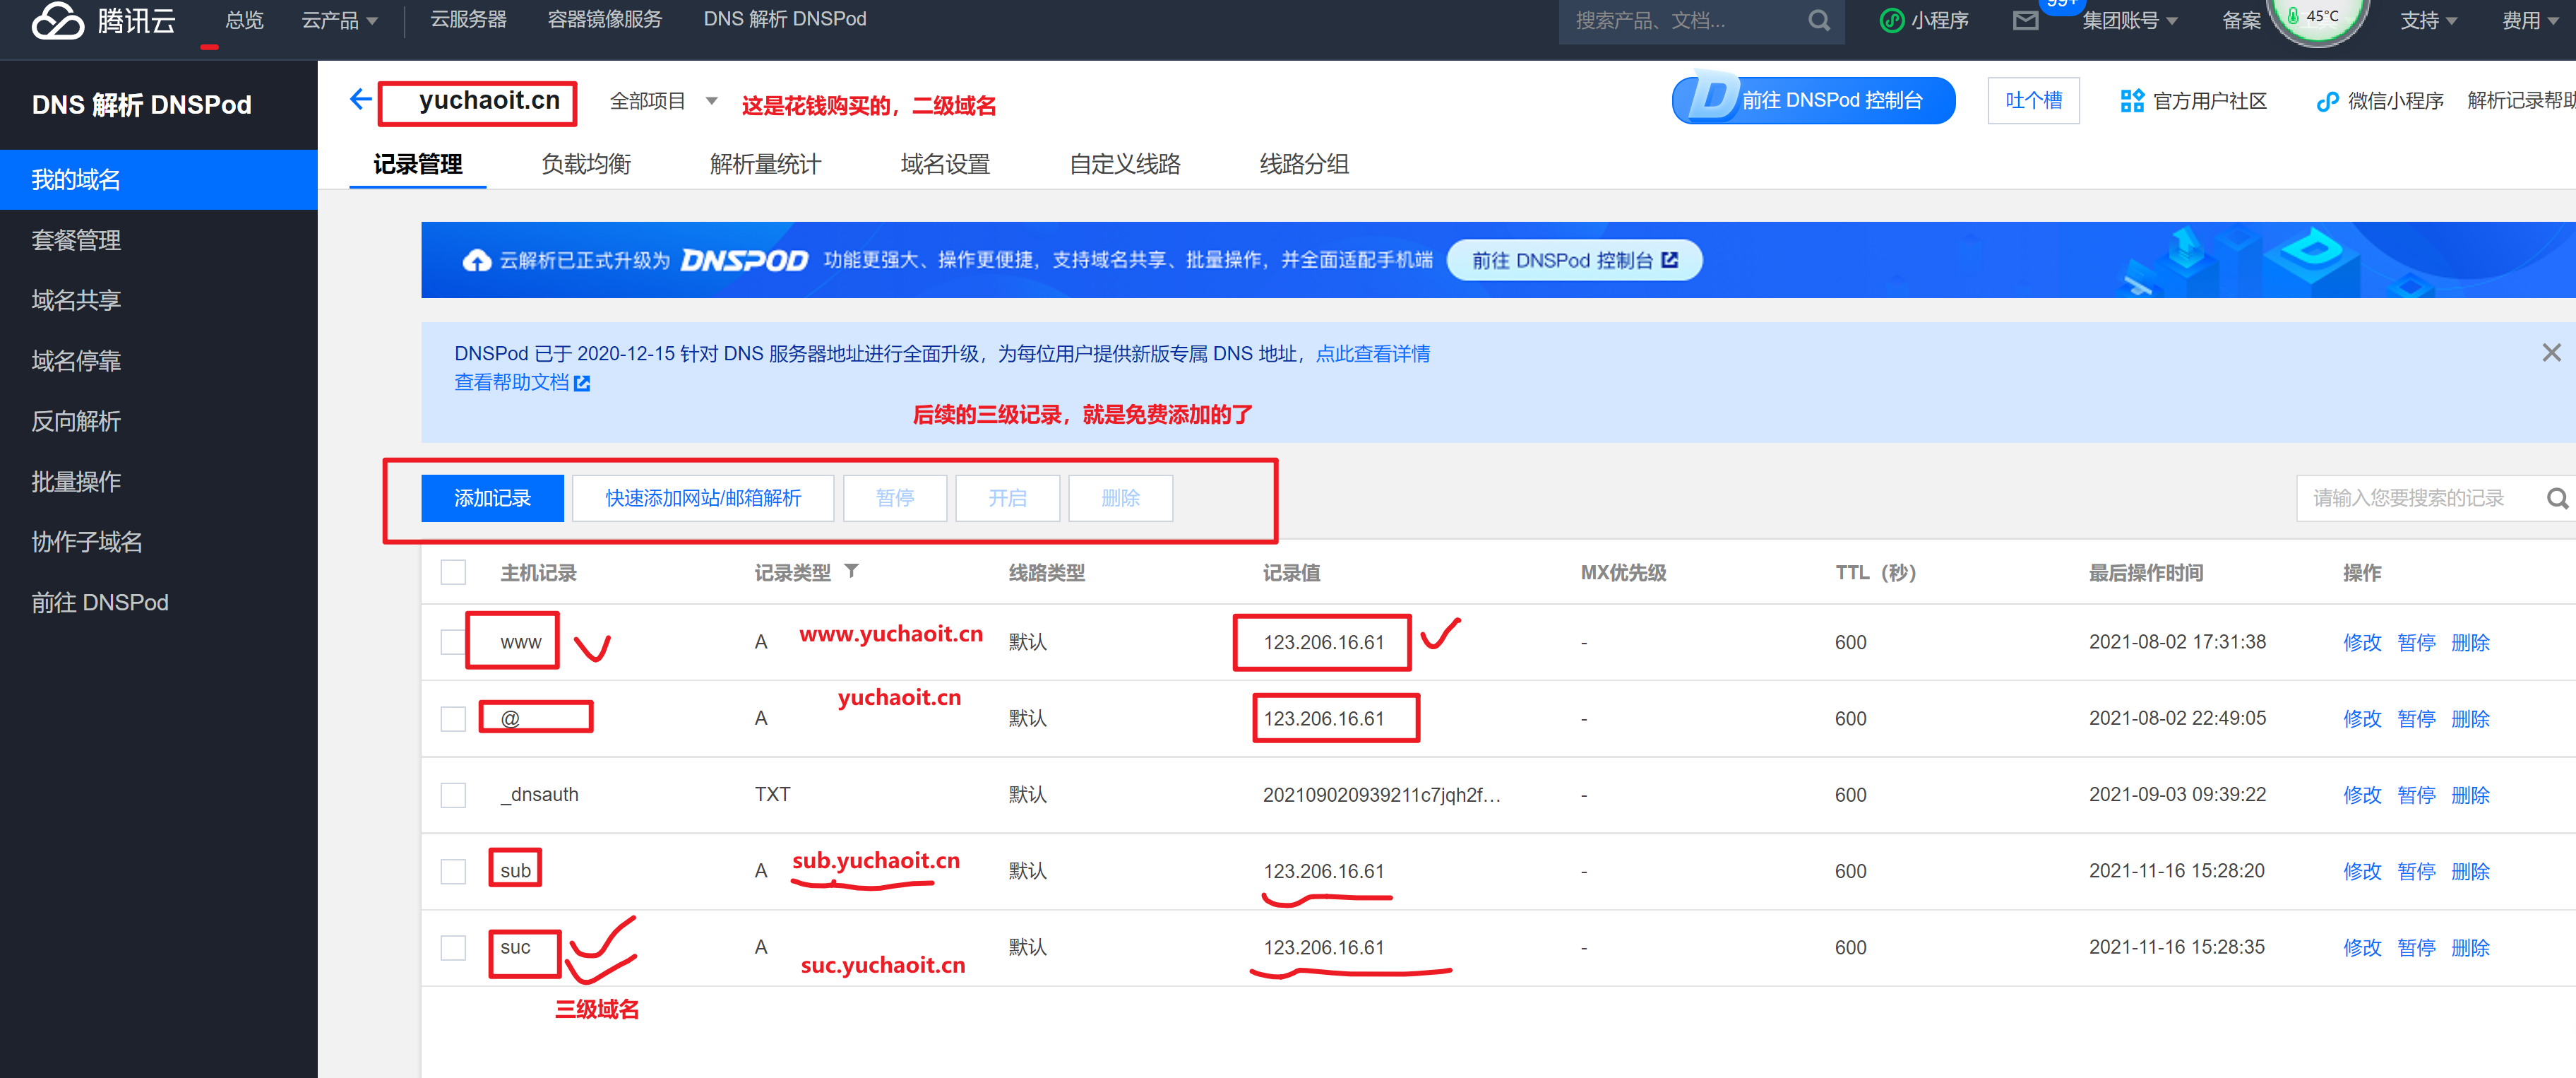 腾讯云 总览 云产品 云服务器 容器镜像服务 DNS 解析 DNSPod 搜索产品、文档... 小程序 99+ 集团账号 备案 45°C 支持 费用
DNS 解析 DNSPod
我的域名
套餐管理
域名共享
域名停靠
反向解析
批量操作
协作子域名
前往 DNSPod
yuchaoit.cn 全部项目 这是花钱购买的，二级域名 前往 DNSPod 控制台 吐个槽 官方用户社区 微信小程序 解析记录帮助
记录管理 负载均衡 解析量统计 域名设置 自定义线路 线路分组
云解析已正式升级为 DNSPOD 功能更强大、操作更便捷，支持域名共享、批量操作，并全面适配手机端 前往 DNSPod 控制台
DNSPod 已于 2020-12-15 针对 DNS 服务器地址进行全面升级，为每位用户提供新版专属 DNS 地址，点此查看详情
查看帮助文档
后续的三级记录，就是免费添加的了
添加记录 快速添加网站/邮箱解析 暂停 开启 删除 请输入您要搜索的记录
主机记录 记录类型 线路类型 记录值 MX优先级 TTL（秒） 最后操作时间 操作
www A www.yuchaoit.cn 默认 123.206.16.61 - 600 2021-08-02 17:31:38 修改 暂停 删除
@ A yuchaoit.cn 默认 123.206.16.61 - 600 2021-08-02 22:49:05 修改 暂停 删除
_dnsauth TXT 默认 202109020939211c7jqh2f... - 600 2021-09-03 09:39:22 修改 暂停 删除
sub A sub.yuchaoit.cn 默认 123.206.16.61 - 600 2021-11-16 15:28:20 修改 暂停 删除
suc A suc.yuchaoit.cn 默认 123.206.16.61 - 600 2021-11-16 15:28:35 修改 暂停 删除
三级域名